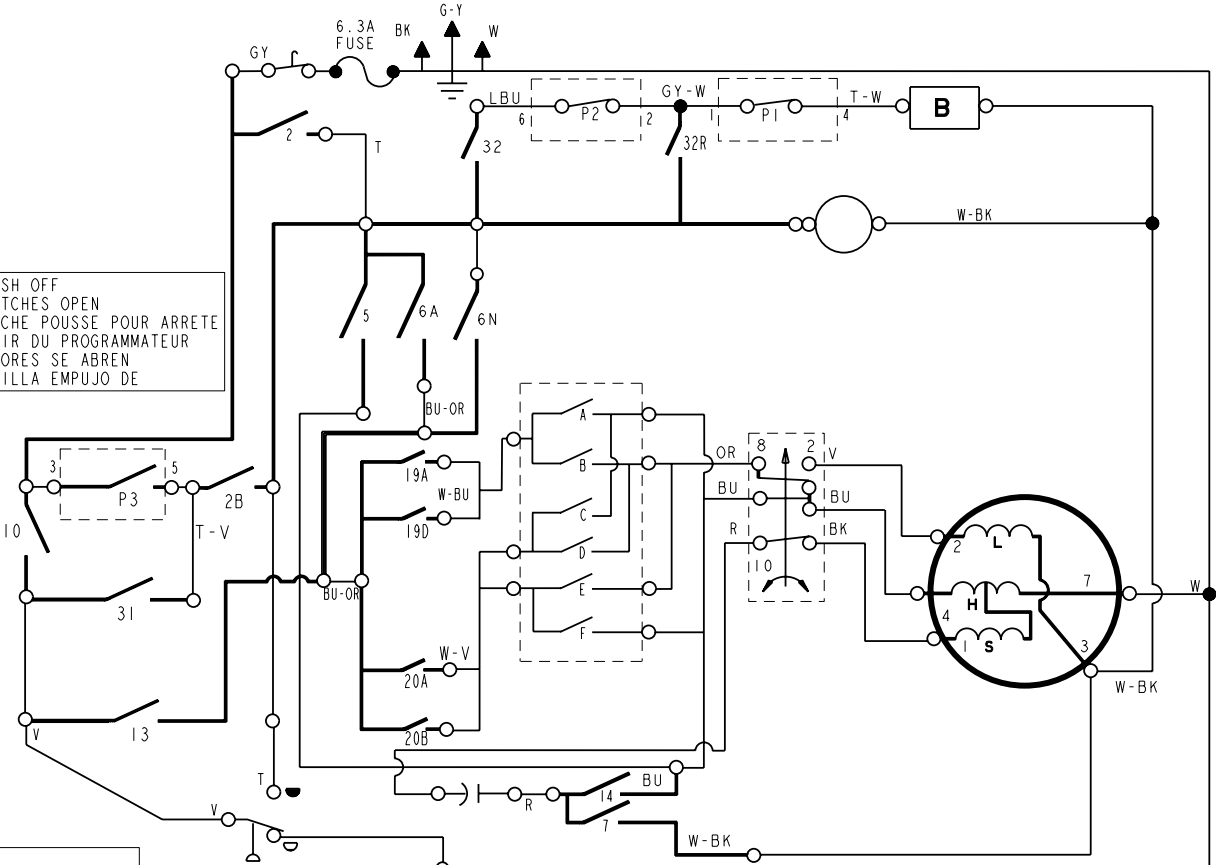 G-Y
6.3A
FUSE
BK
W
GY
LBU
6
P2
2
GY-W
1
P1
4
T-W
B
2
T
32
32R
W-BK
SH OFF
TCHES OPEN
CHE POUSSE POUR ARRETE
IR DU PROGRAMMATEUR
ORES SE ABREN
ILLA EMPUJO DE
5
6A
6N
BU-OR
A
B
C
D
E
F
19A
W-BU
19D
3
P3
5
2B
T-V
10
31
BU-OR
OR
8
2
V
BU
BU
R
BK
10
2
L
7
W
H
4
1
S
3
W-BK
W-V
20A
20B
13
V
T
V
R
14
BU
7
W-BK